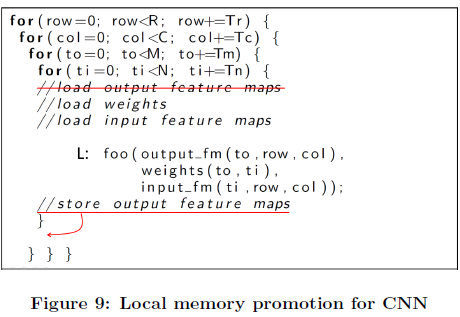 for(row=0; row<R; row+=Tr) {
for(col=0; col<C; col+=Tc) {
for(to=0; to<M; to+=Tm) {
for(ti=0; ti<N; ti+=Tn) {
//load output feature maps
//load weights
//load input feature maps
L: foo(output_fm(to,row,col),
weights(to,ti),
input_fm(ti,row,col));
//store output feature maps
}
} } }
Figure 9: Local memory promotion for CNN